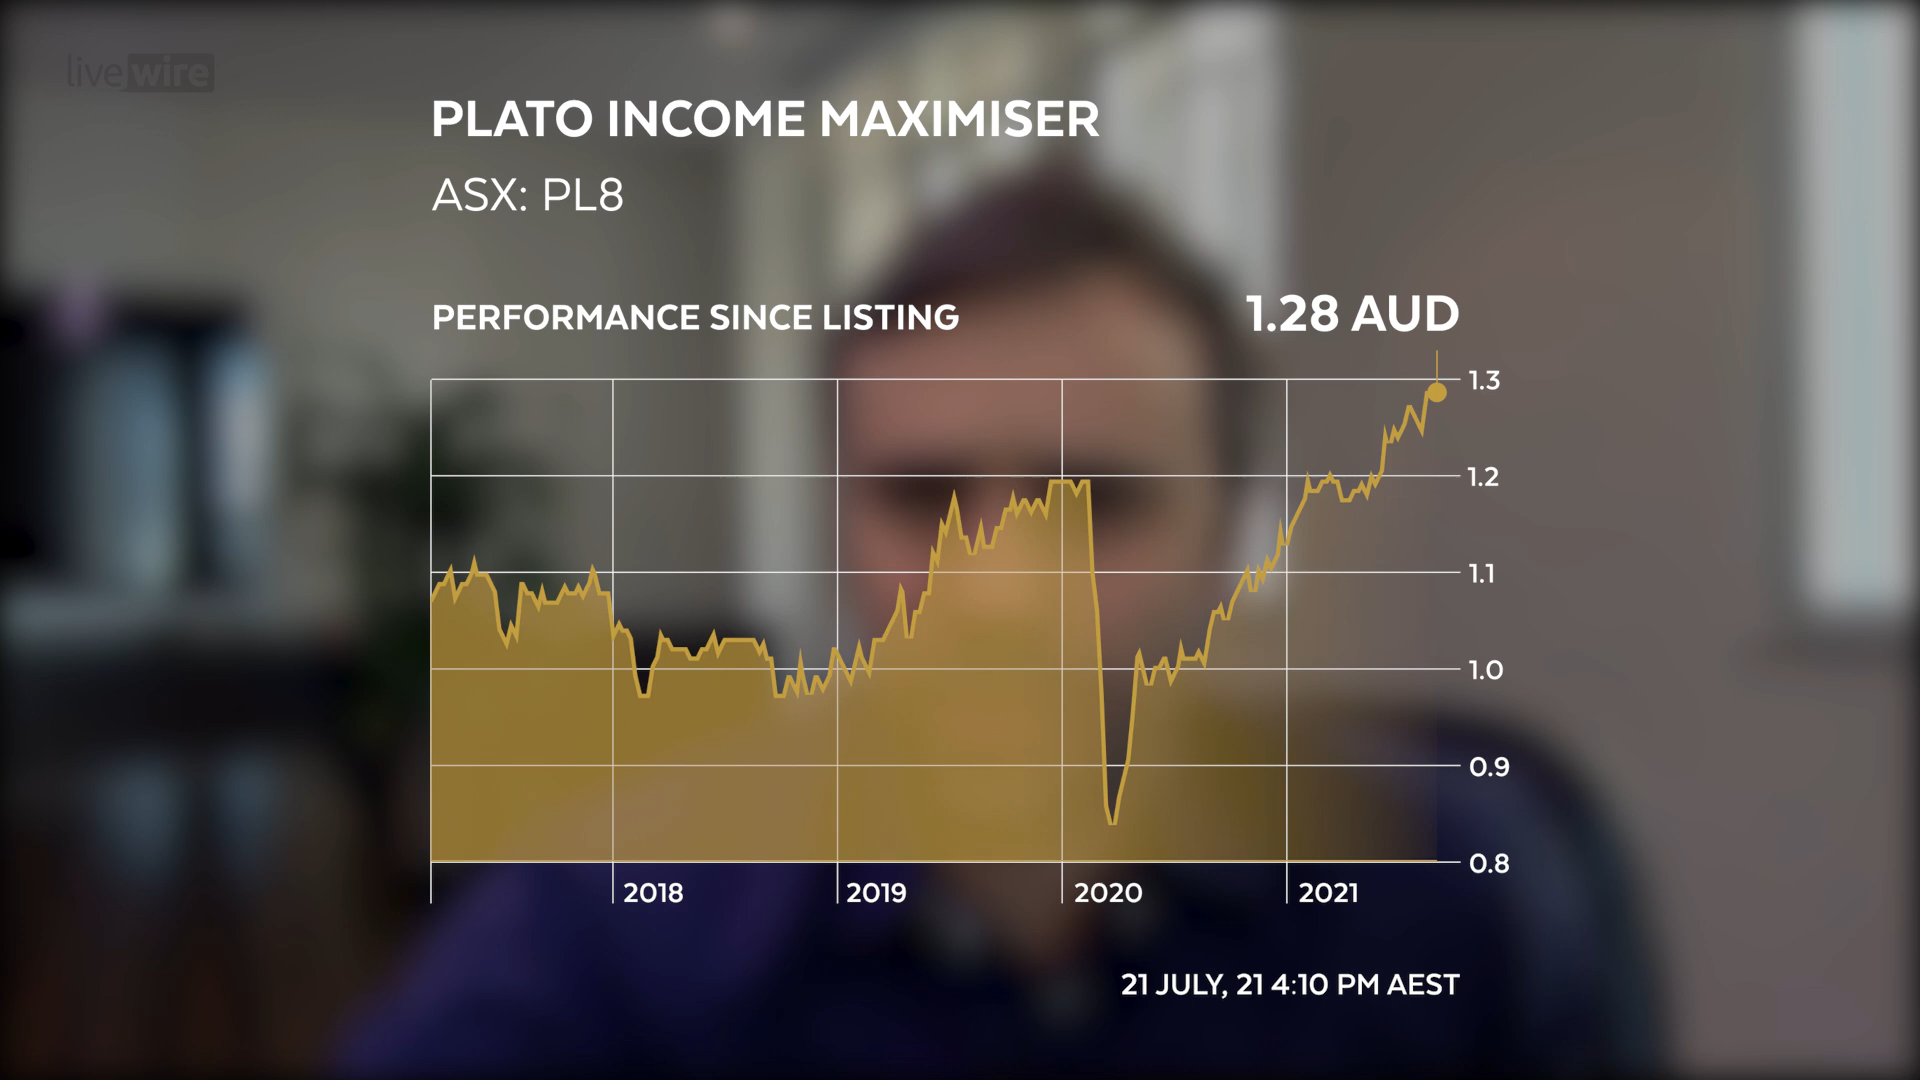 livewire
PLATO INCOME MAXIMISER
ASX: PL8
PERFORMANCE SINCE LISTING
1.28 AUD
1.3
1.2
1.1
1.0
0.9
0.8
2018 2019 2020 2021
21 JULY, 21 4:10 PM AEST